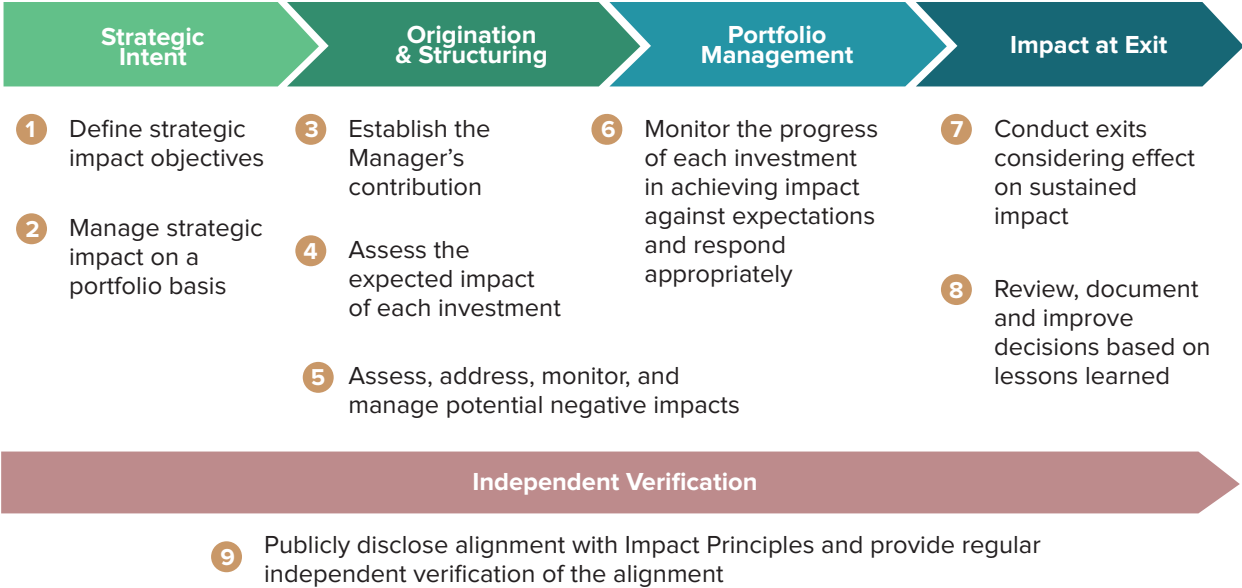 Strategic
Intent
Origination
& Structuring
Portfolio
Management
Impact at Exit
1 Define strategic
impact objectives
2 Manage strategic
impact on a
portfolio basis
3 Establish the
Manager’s
contribution
4 Assess the
expected impact
of each investment
5 Assess, address, monitor, and
manage potential negative impacts
6 Monitor the progress
of each investment
in achieving impact
against expectations
and respond
appropriately
7 Conduct exits
considering effect
on sustained
impact
8 Review, document
and improve
decisions based on
lessons learned
Independent Verification
9 Publicly disclose alignment with Impact Principles and provide regular
independent verification of the alignment